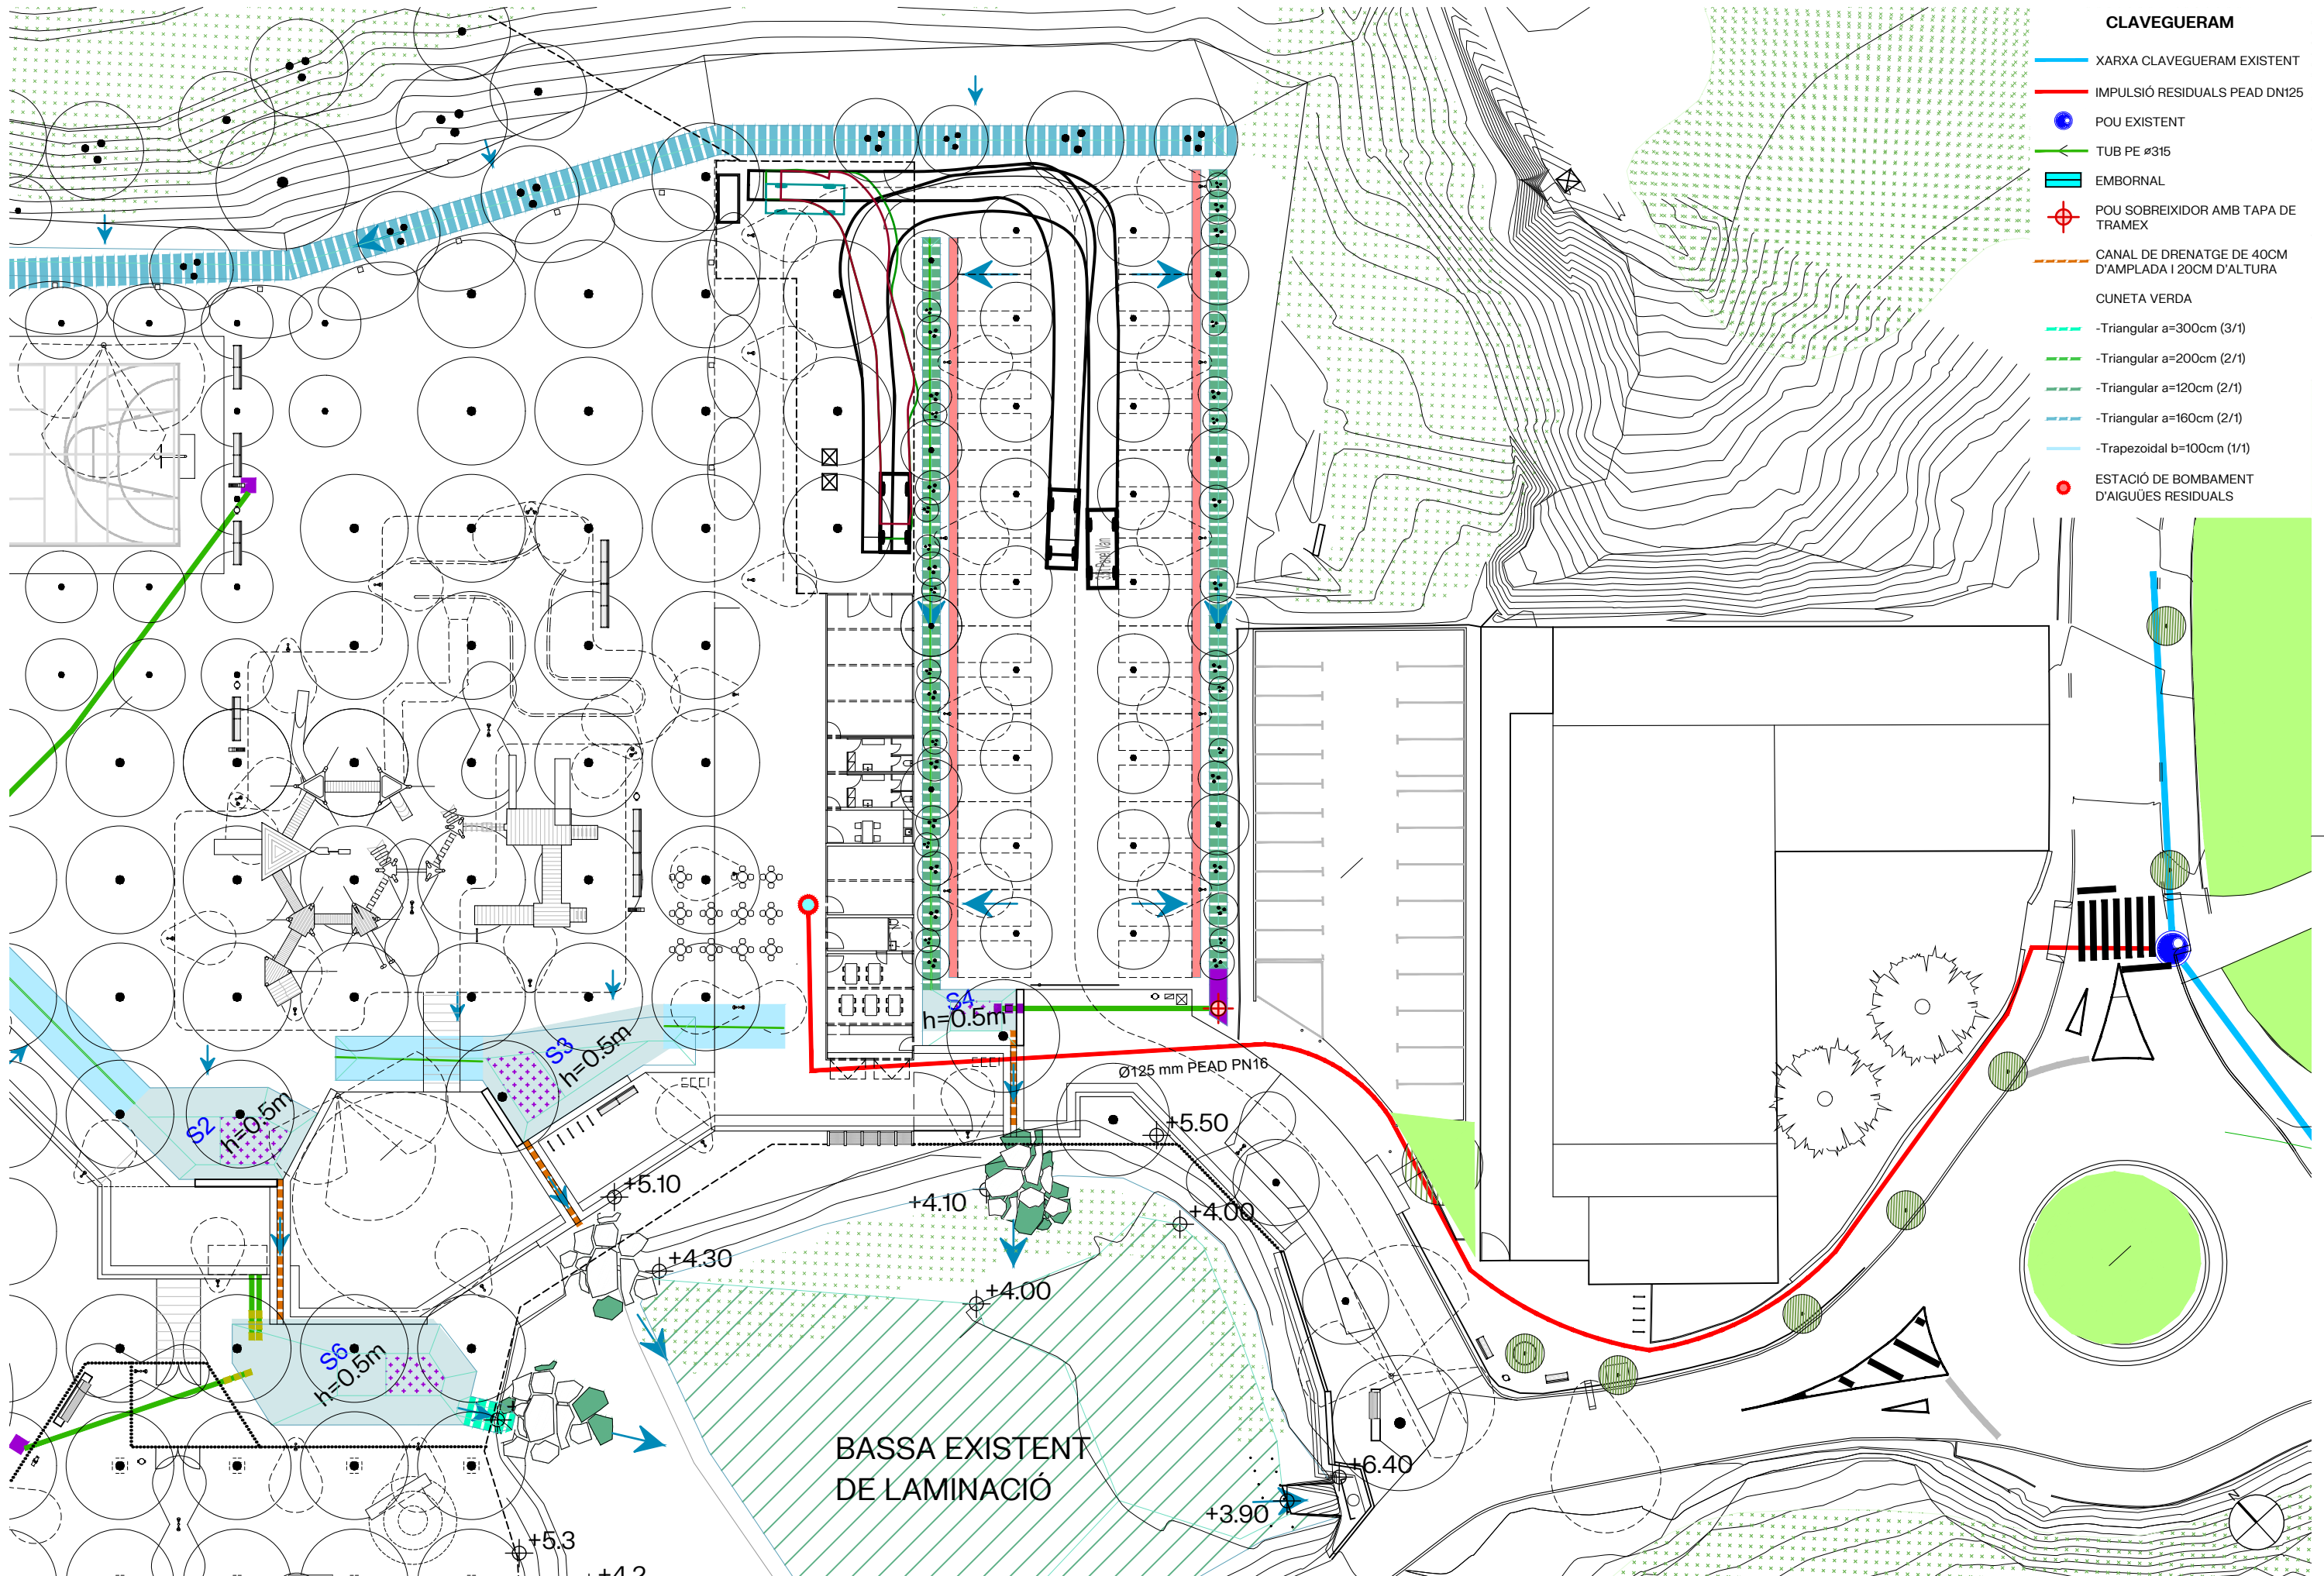 CLAVEGUERAM
XARXA CLAVEGUERAM EXISTENT
IMPULSIÓ RESIDUALS PEAD DN125
POU EXISTENT
TUB PE ø315
EMBORNAL
POU SOBREIXIDOR AMB TAPA DE
TRAMEX
CANAL DE DRENATGE DE 40CM
D'AMPLADA I 20CM D'ALTURA
CUNETA VERDA
-Triangular a=300cm (3/1)
-Triangular a=200cm (2/1)
-Triangular a=120cm (2/1)
-Triangular a=160cm (2/1)
-Trapezoidal b=100cm (1/1)
ESTACIÓ DE BOMBAMENT
D'AIGUÜES RESIDUALS
S4
h=0.5m
S3
h=0.5m
Ø125 mm PEAD PN16
S2
h=0.5m
+5.50
+5.10
+4.10
+4.00
+4.30
+4.00
S6
h=0.5m
BASSA EXISTENT
DE LAMINACIÓ
+6.40
+3.90
+5.3
+4.2
N